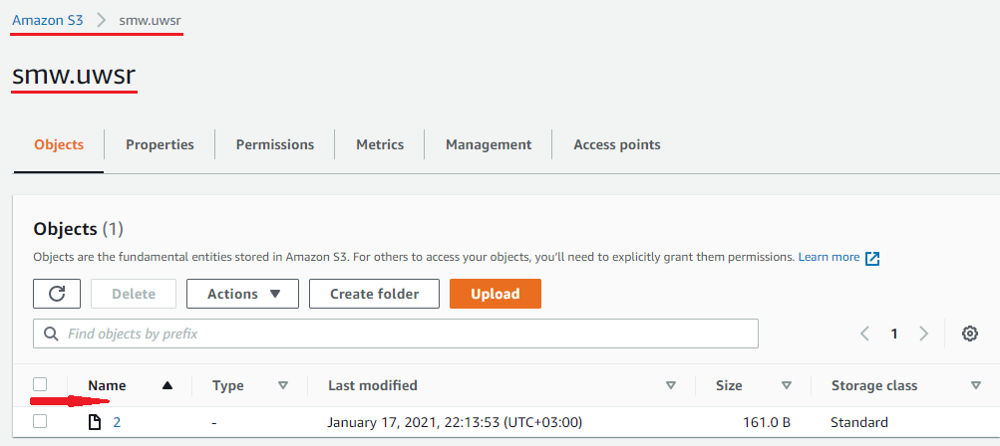 Amazon S3 > smw.uwsr
smw.uwsr
Objects Properties Permissions Metrics Management Access points
Objects (1)
Objects are the fundamental entities stored in Amazon S3. For others to access your objects, you'll need to explicitly grant them permissions. Learn more
Delete Actions Create folder Upload
Find objects by prefix 1
Name Type Last modified Size Storage class
2 - January 17, 2021, 22:13:53 (UTC+03:00) 161.0 B Standard